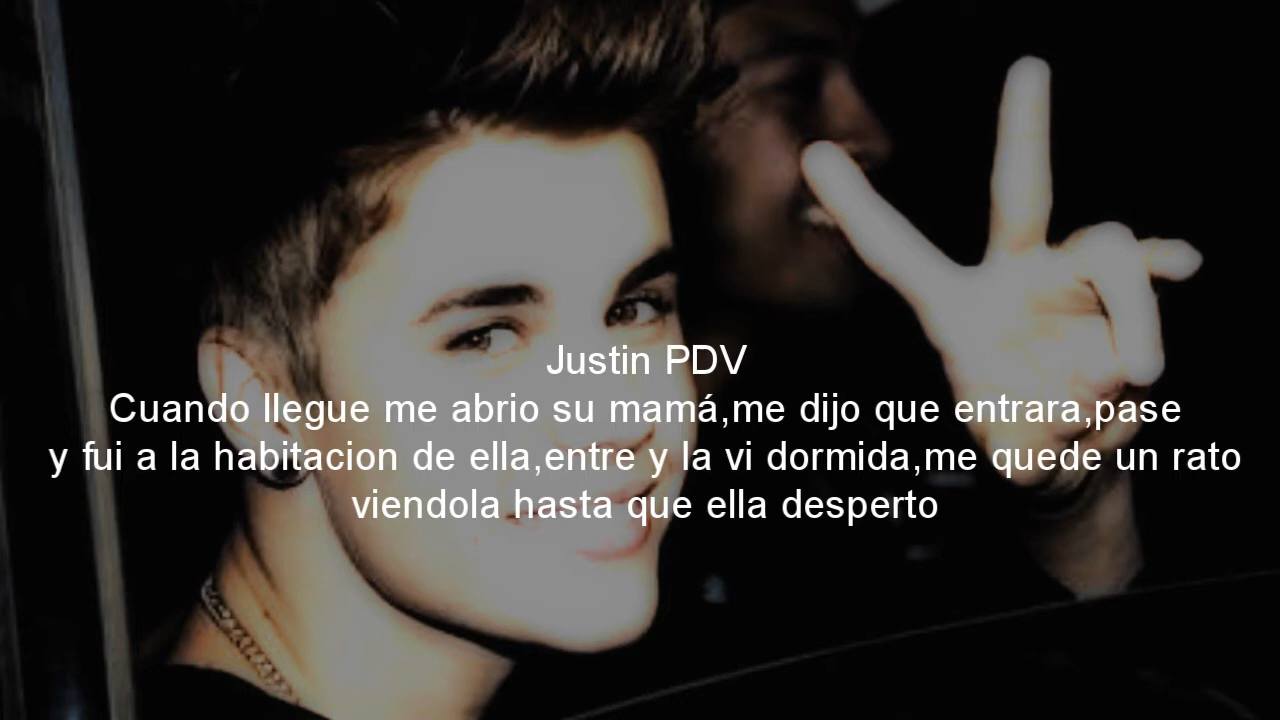 Justin PDV
Cuando llegue me abrio su mamá,me dijo que entrara,pase
y fui a la habitacion de ella,entre y la vi dormida,me quede un rato
viendola hasta que ella desperto